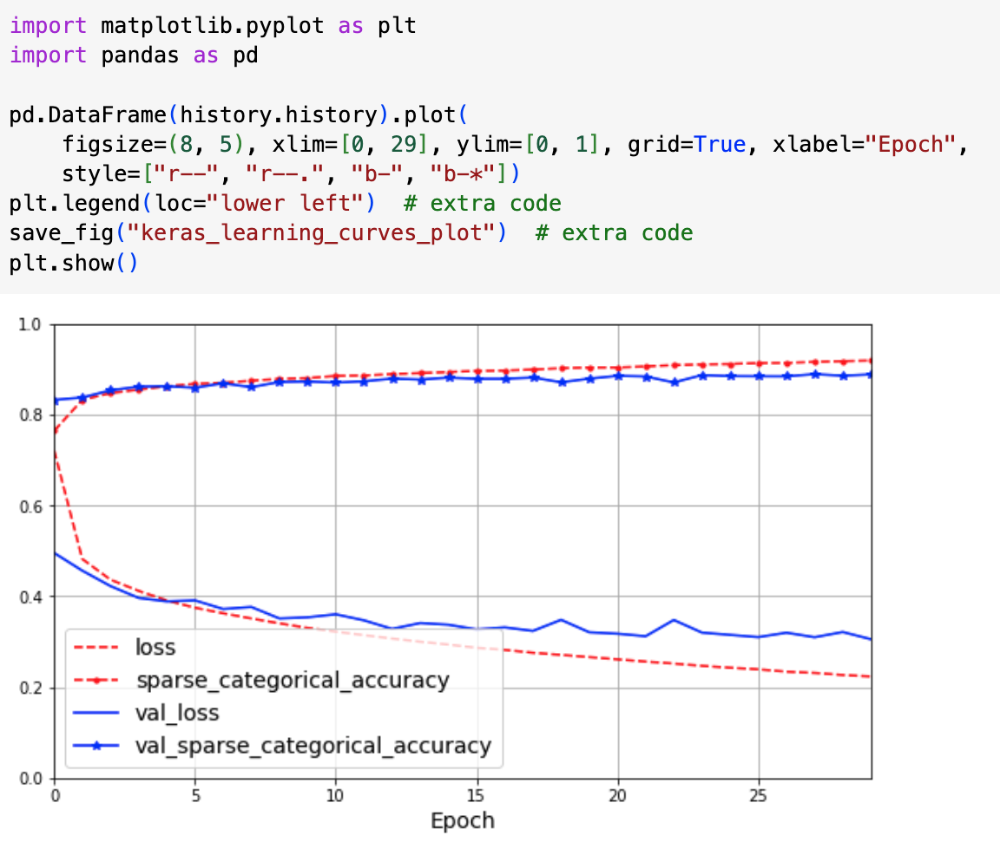 import matplotlib.pyplot as plt
import pandas as pd
pd.DataFrame(history.history).plot(
figsize=(8, 5), xlim=[0, 29], ylim=[0, 1], grid=True, xlabel="Epoch",
style=["r--", "r--.", "b-", "b-*"])
plt.legend(loc="lower left")  # extra code
save_fig("keras_learning_curves_plot")  # extra code
plt.show()
1.0
0.8
0.6
0.4
0.2
0.0
loss
sparse_categorical_accuracy
val_loss
val_sparse_categorical_accuracy
0 5 10 15 20 25
Epoch